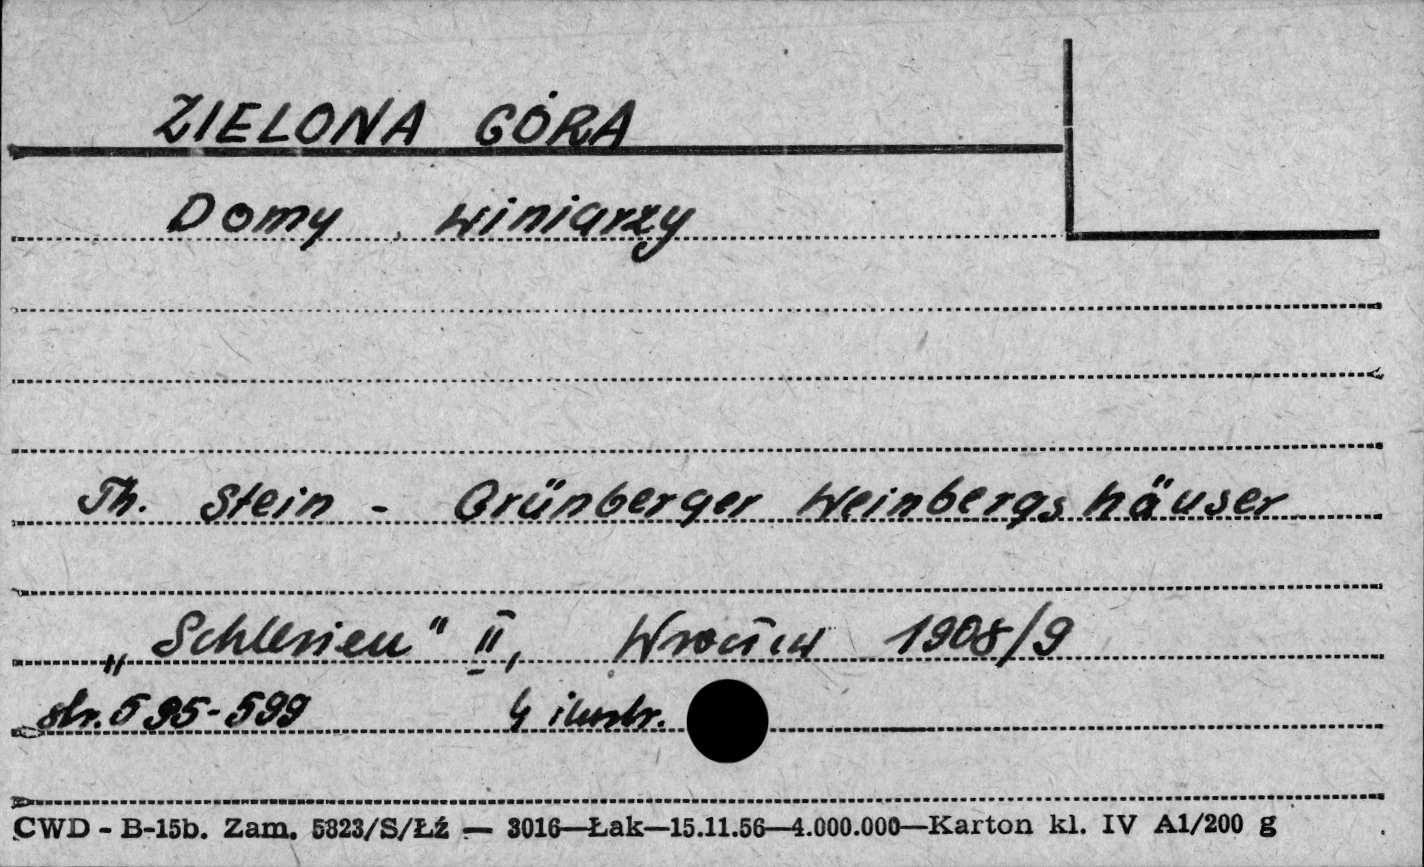 ZIELONA GÓRA
Domy winiarzy
Th. Stein - Grünberger Weinbergshäuser
„Schlesien" II, Wrocław 1908/9
str. 595-599 4 ilustr.
CWD - B-15b. Zam. 5823/S/Łź — 3016—Łak—15.11.56—4.000.000—Karton kl. IV A1/200 g